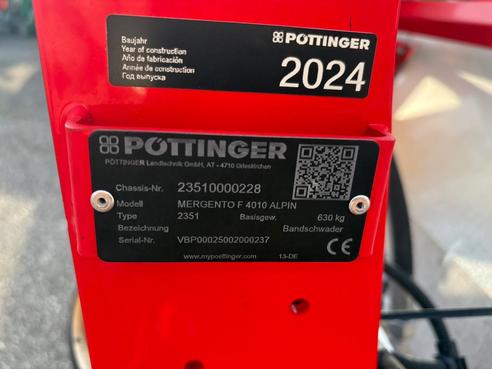 Baujahr
Year of construction
Año de fabricación
Année de construction
Год выпуска
PÖTTINGER
2024
PÖTTINGER
PÖTTINGER Landtechnik GmbH, AT - 4710 Grieskirchen
Chassis-Nr. 23510000228
Modell MERGENTO F 4010 ALPIN
Type 2351 Basisgew. 630 kg
Bezeichnung Bandschwader
Serial-Nr. VBP00025002000237
CE
www.mypoettinger.com 13-DE